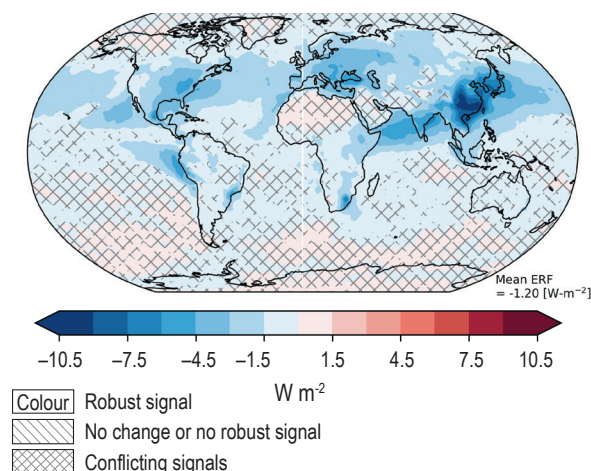 Mean ERF
= -1.20 [W-m⁻²]
–10.5 –7.5 –4.5 –1.5 1.5 4.5 7.5 10.5
W m⁻²
Colour Robust signal
No change or no robust signal
Conflicting signals